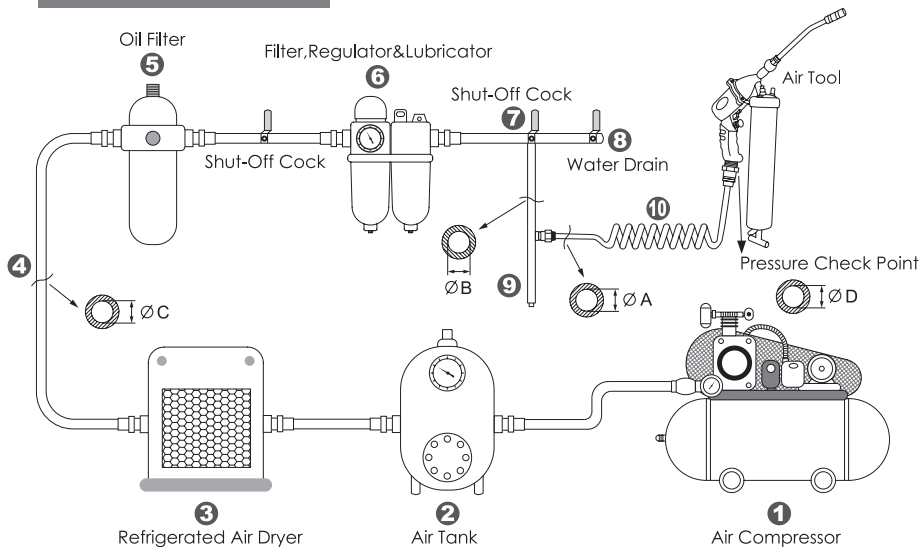 Oil Filter
5
Filter,Regulator&Lubricator
6
Shut-Off Cock
7
Air Tool
Shut-Off Cock
8
Water Drain
10
4
ØB
9
Pressure Check Point
ØC
ØA
ØD
3
Refrigerated Air Dryer
2
Air Tank
1
Air Compressor